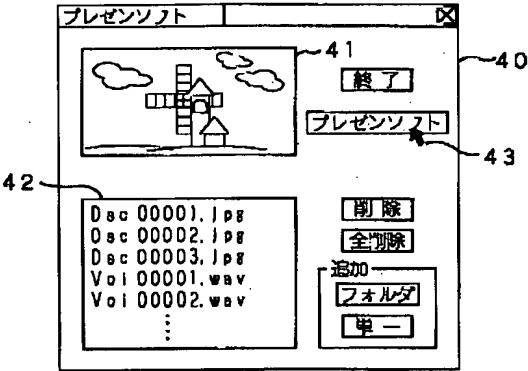 プレゼンソフト
41
終了
40
プレゼンソフト
43
42
Dsc00001.jpg
Dsc00002.jpg
Dsc00003.jpg
Voi00001.wav
Voi00002.wav
削除
全削除
追加
フォルダ
単一